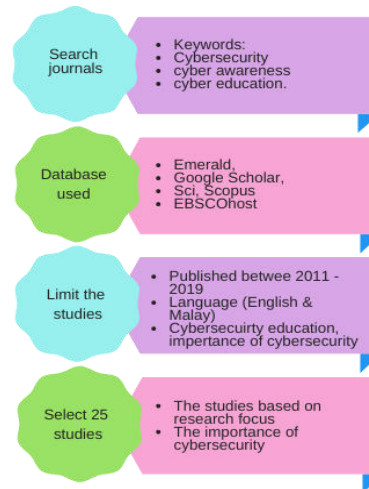 Search
journals
• Keywords:
• Cybersecurity
• cyber awareness
• cyber education.
Database
used
• Emerald,
• Google Scholar,
• Sci, Scopus
• EBSCOhost
Limit the
studies
• Published betwee 2011 -
2019
• Language (English &
Malay)
• Cybersecuirty education,
impertance of cybersecurity
Select 25
studies
• The studies based on
research focus
• The importance of
cybersecurity